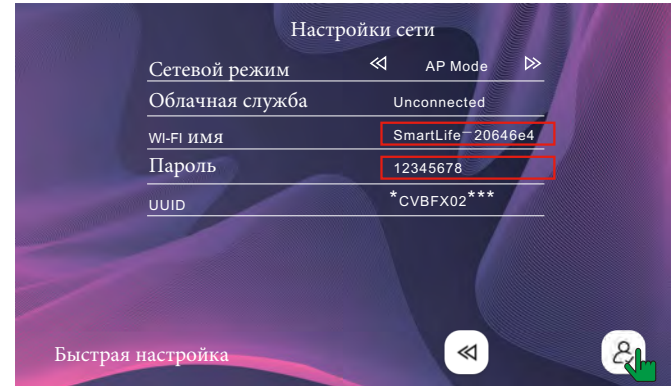 Настройки сети
Сетевой режим AP Mode
Облачная служба Unconnected
WI-FI ИМЯ SmartLife-20646e4
Пароль 12345678
UUID *CVBFX02***
Быстрая настройка